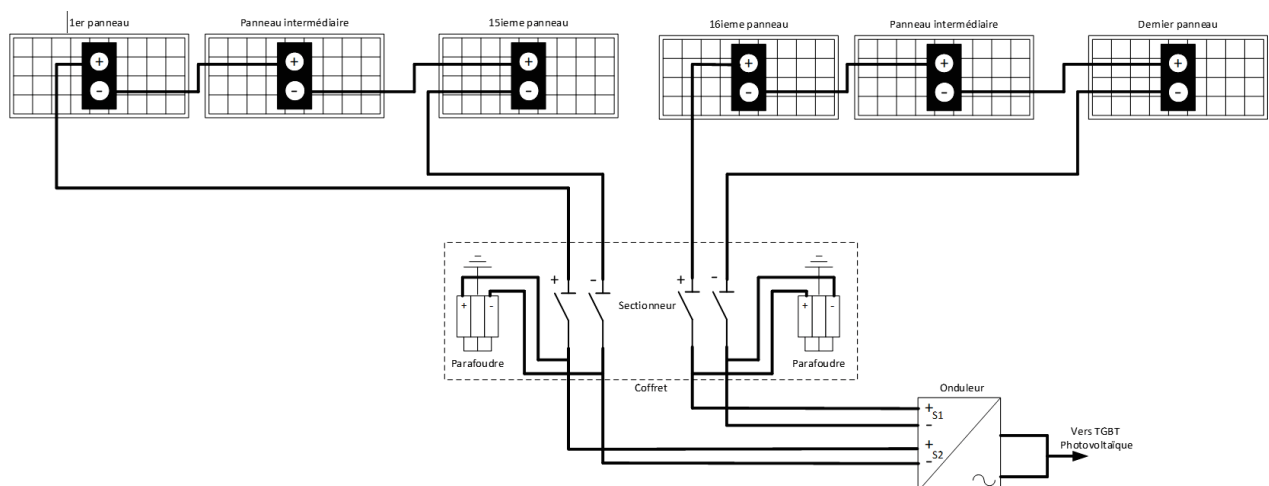 1er panneau
Panneau intermédiaire
15ieme panneau
16ieme panneau
Panneau intermédiaire
Dernier panneau
+
+
+
+
+
+
-
-
-
-
-
-
+
-
+
-
+
-
Sectionneur
+
-
Parafoudre
Parafoudre
Coffret
Onduleur
+
S1
-
+
S2
-
Vers TGBT
Photovoltaïque